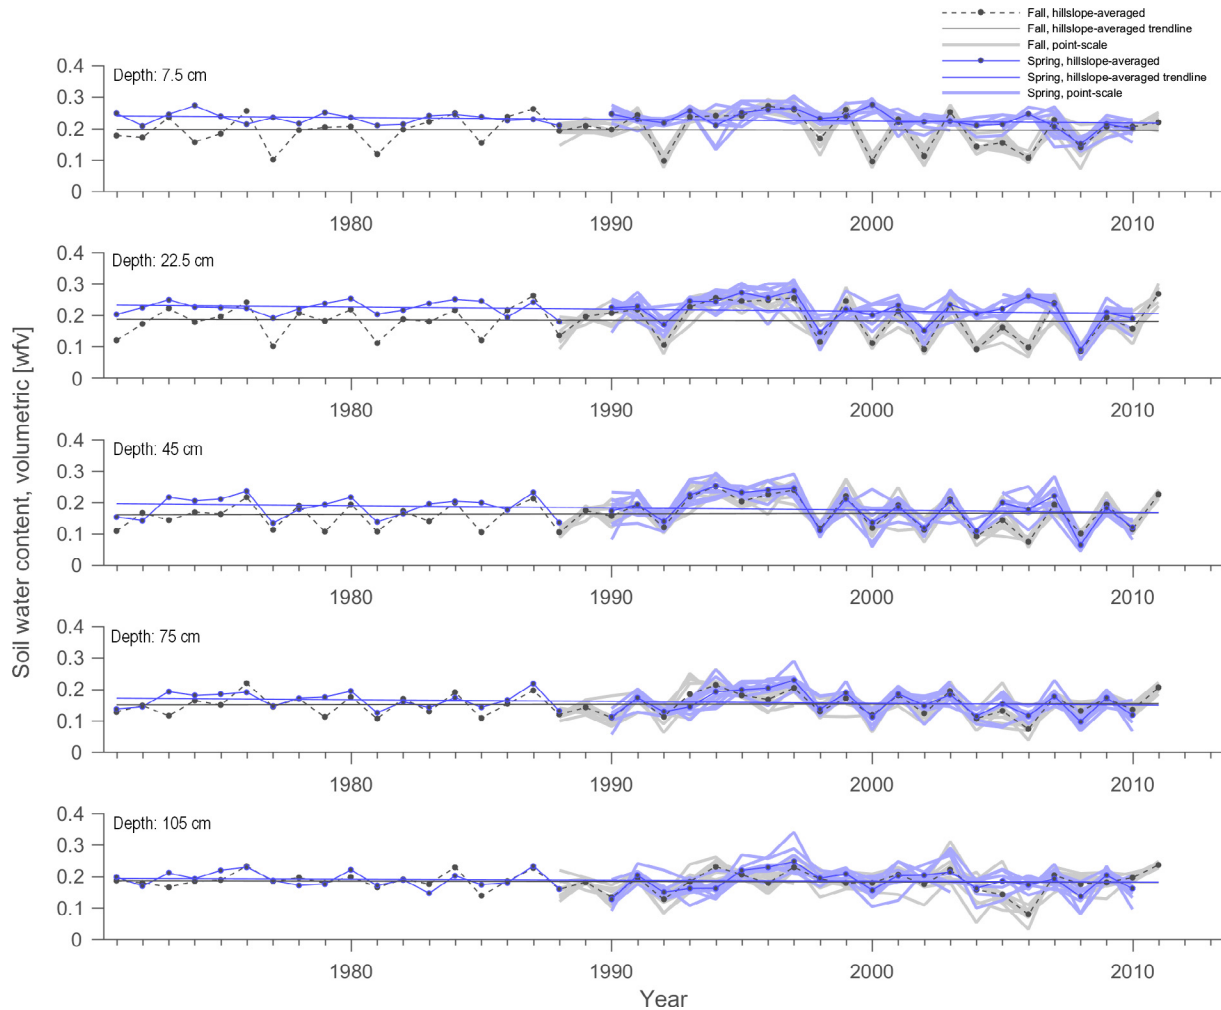 Fall, hillslope-averaged
Fall, hillslope-averaged trendline
Fall, point-scale
Spring, hillslope-averaged
Spring, hillslope-averaged trendline
Spring, point-scale
Soil water content, volumetric [wfv]
Depth: 7.5 cm
0.4
0.3
0.2
0.1
0
1980 1990 2000 2010
Depth: 22.5 cm
0.4
0.3
0.2
0.1
0
1980 1990 2000 2010
Depth: 45 cm
0.4
0.3
0.2
0.1
0
1980 1990 2000 2010
Depth: 75 cm
0.4
0.3
0.2
0.1
0
1980 1990 2000 2010
Depth: 105 cm
0.4
0.3
0.2
0.1
0
1980 1990 2000 2010
Year